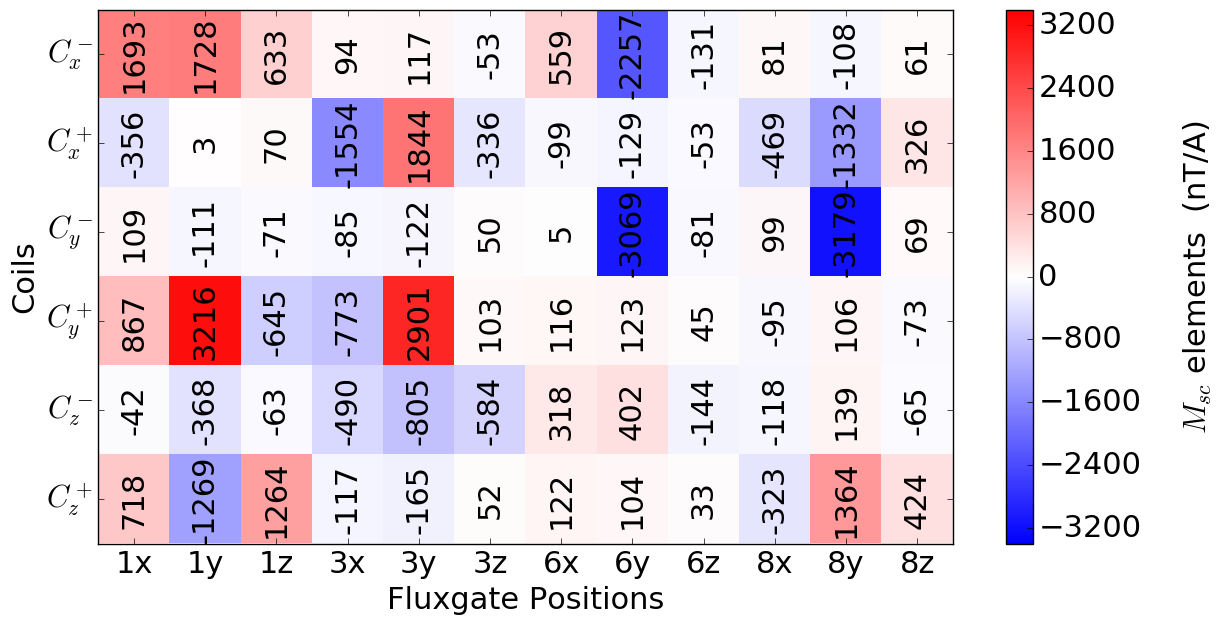 $C_x^-$ 1693 1728 633 94 117 -53 559 -2257 -131 81 -108 61
$C_x^+$ -356 3 70 -1554 1844 -336 -99 -129 -53 -469 -1332 326
$C_y^-$ 109 -111 -71 -85 -122 50 5 -3069 -81 99 -3179 69
$C_y^+$ 867 3216 -645 -773 2901 103 116 123 45 -95 106 -73
$C_z^-$ -42 -368 -63 -490 -805 -584 318 402 -144 -118 139 -65
$C_z^+$ 718 -1269 1264 -117 -165 52 122 104 33 -323 1364 424
1x 1y 1z 3x 3y 3z 6x 6y 6z 8x 8y 8z
Fluxgate Positions
Coils
3200
2400
1600
800
0
−800
−1600
−2400
−3200
$M_{sc}$ elements (nT/A)